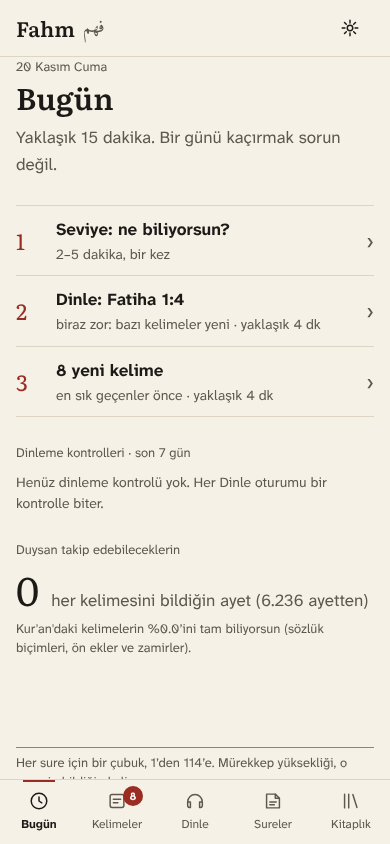 Fahm فهم
20 Kasım Cuma
Bugün
Yaklaşık 15 dakika. Bir günü kaçırmak sorun
değil.
1 Seviye: ne biliyorsun? ›
2–5 dakika, bir kez
2 Dinle: Fatiha 1:4 ›
biraz zor: bazı kelimeler yeni · yaklaşık 4 dk
3 8 yeni kelime ›
en sık geçenler önce · yaklaşık 4 dk
Dinleme kontrolleri · son 7 gün
Henüz dinleme kontrolü yok. Her Dinle oturumu bir
kontrolle biter.
Duysan takip edebileceklerin
0 her kelimesini bildiğin ayet (6.236 ayetten)
Kur'an'daki kelimelerin %0.0'ini tam biliyorsun (sözlük
biçimleri, ön ekler ve zamirler).
Her sure için bir çubuk, 1'den 114'e. Mürekkep yüksekliği, o
8
Bugün Kelimeler Dinle Sureler Kitaplık